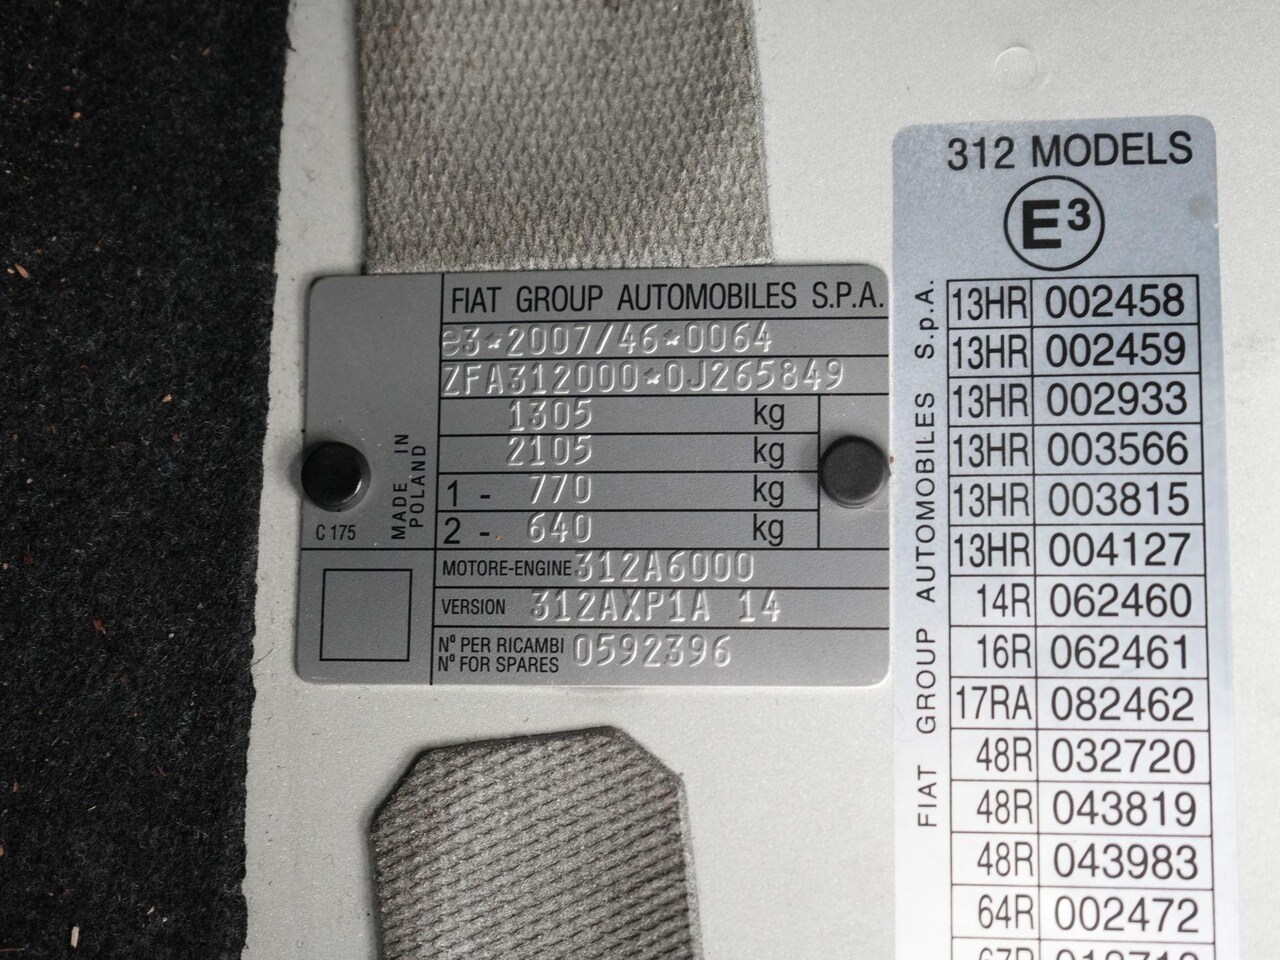 FIAT GROUP AUTOMOBILES S.P.A.
e3*2007/46*0064
ZFA312000*0J265849
1305 kg
2105 kg
1 - 770 kg
2 - 640 kg
MADE IN
POLAND
C 175
MOTORE-ENGINE 312A6000
VERSION 312AXP1A 14
Nº PER RICAMBI
Nº FOR SPARES 0592396
312 MODELS
E3
FIAT GROUP AUTOMOBILES S.p.A.
13HR 002458
13HR 002459
13HR 002933
13HR 003566
13HR 003815
13HR 004127
14R 062460
16R 062461
17RA 082462
48R 032720
48R 043819
48R 043983
64R 002472